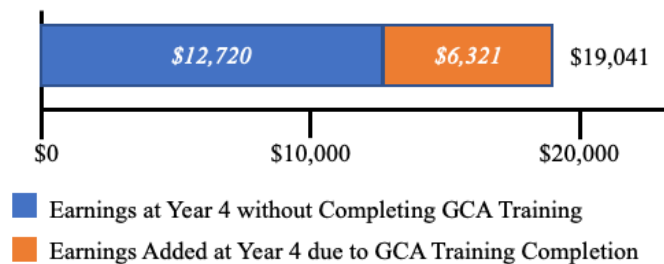 $12,720 $6,321 $19,041
$0 $10,000 $20,000
Earnings at Year 4 without Completing GCA Training
Earnings Added at Year 4 due to GCA Training Completion